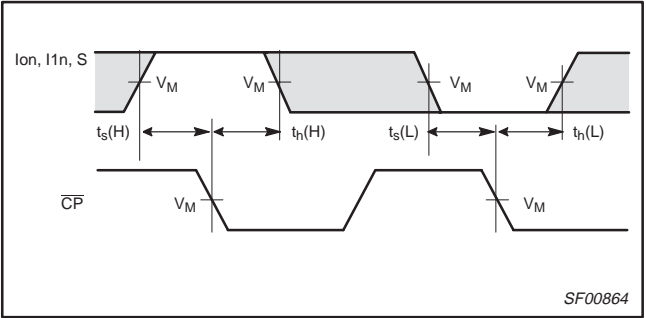 Ion, I1n, S
VM VM VM VM
ts(H) th(H) ts(L) th(L)
CP VM VM
SF00864